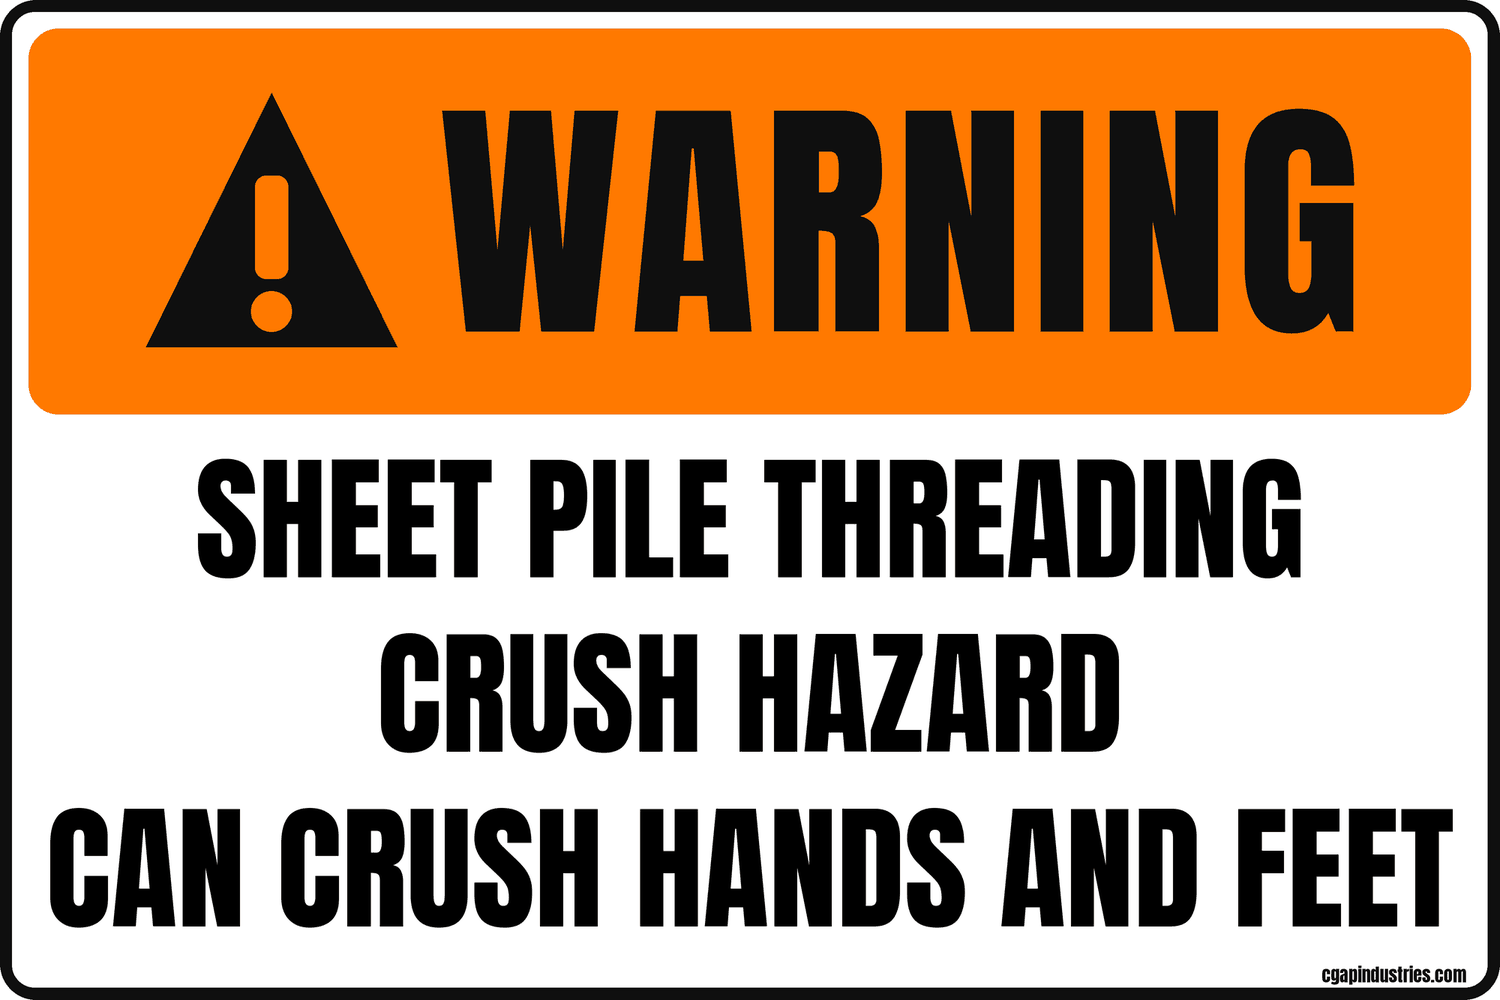 WARNING
SHEET PILE THREADING
CRUSH HAZARD
CAN CRUSH HANDS AND FEET
cgapindustries.com